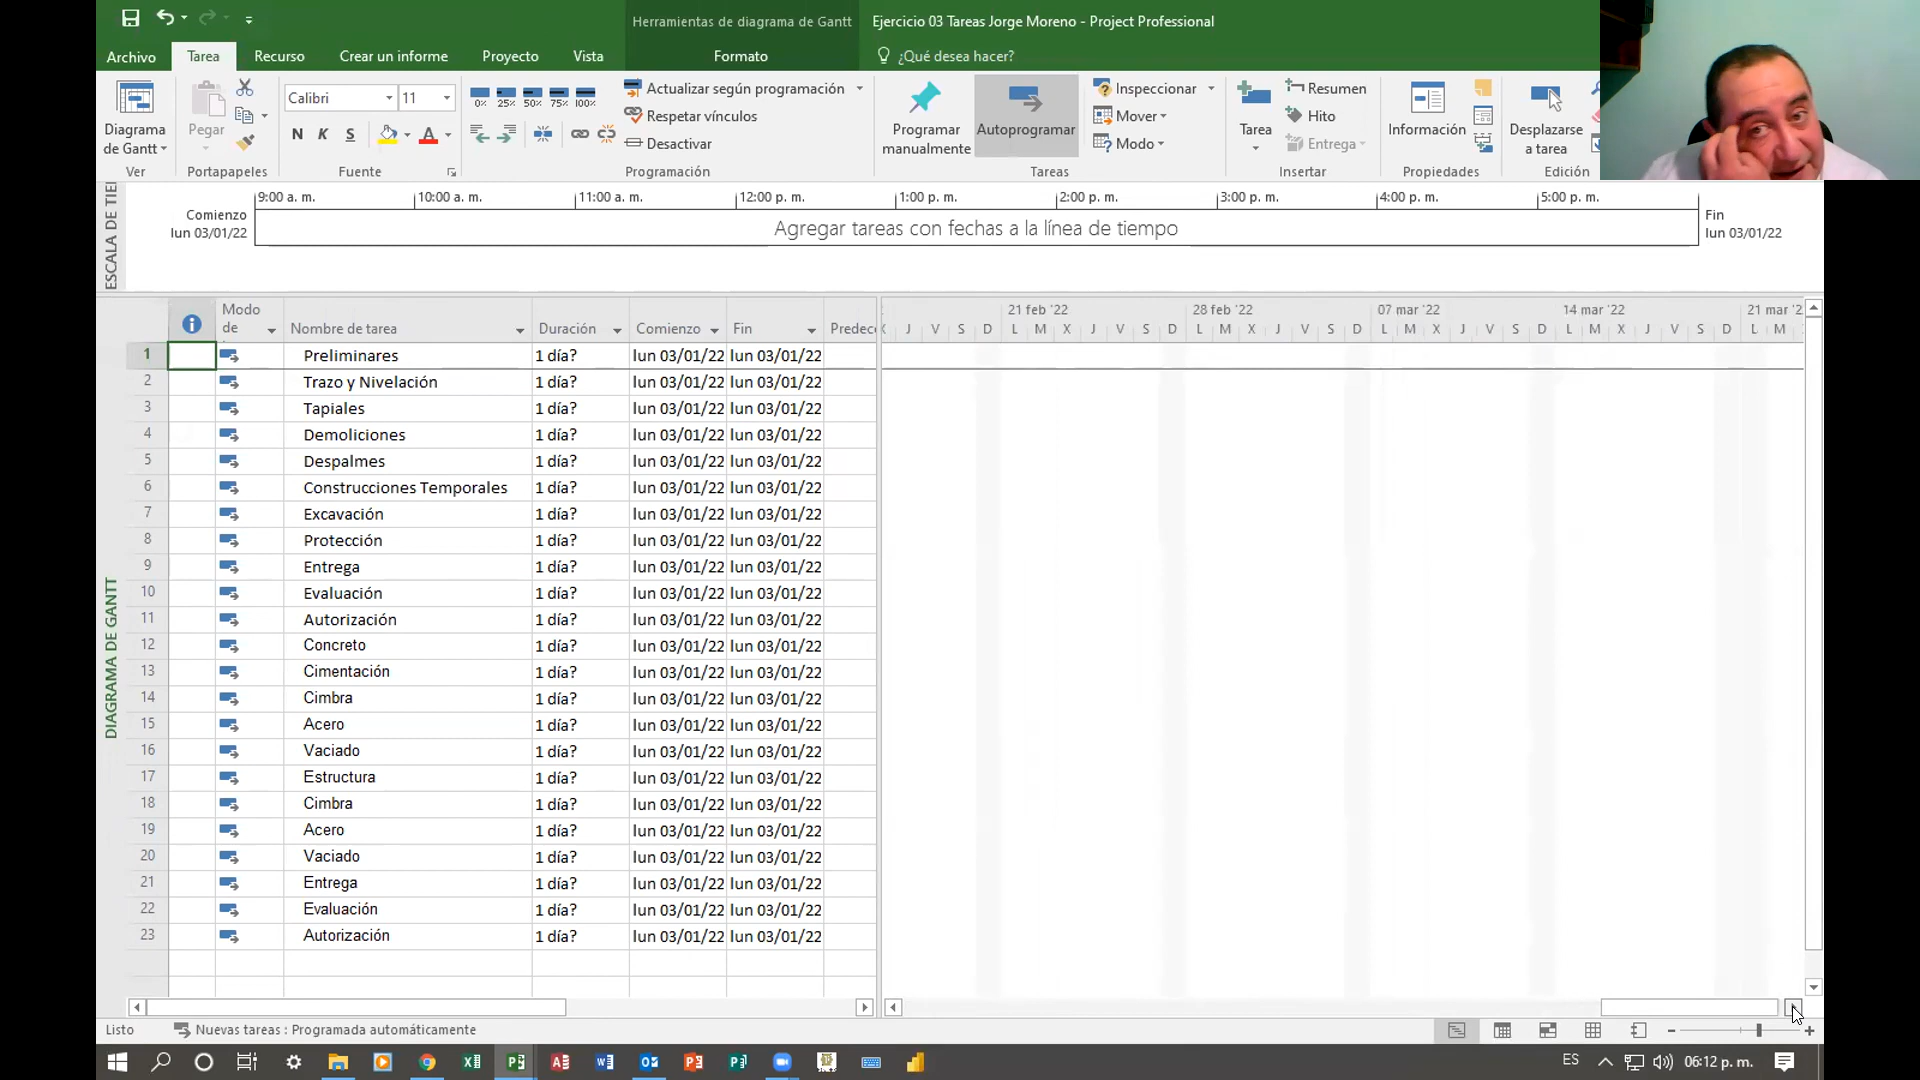 Herramientas de diagrama de Gantt
Ejercicio 03 Tareas Jorge Moreno - Project Professional
Archivo Tarea Recurso Crear un informe Proyecto Vista Formato ¿Qué desea hacer?
Diagrama de Gantt
Ver
Pegar
Portapapeles
Calibri 11
N K S A
Fuente
0% 25% 50% 75% 100%
Actualizar según programación
Respetar vínculos
Desactivar
Programación
Programar manualmente
Autoprogramar
Inspeccionar
Mover
Modo
Tareas
Tarea
Resumen
Hito
Entrega
Insertar
Información
Propiedades
Desplazarse a tarea
Edición
ESCALA DE TIE
Comienzo
lun 03/01/22
9:00 a. m. 10:00 a. m. 11:00 a. m. 12:00 p. m. 1:00 p. m. 2:00 p. m. 3:00 p. m. 4:00 p. m. 5:00 p. m.
Agregar tareas con fechas a la línea de tiempo
Fin
lun 03/01/22
DIAGRAMA DE GANTT
Modo de Nombre de tarea Duración Comienzo Fin Predec
21 feb '22 28 feb '22 07 mar '22 14 mar '22 21 mar '2
J V S D L M X J V S D L M X J V S D L M X J V S D L M X J V S D L M
1 Preliminares 1 día? lun 03/01/22 lun 03/01/22
2 Trazo y Nivelación 1 día? lun 03/01/22 lun 03/01/22
3 Tapiales 1 día? lun 03/01/22 lun 03/01/22
4 Demoliciones 1 día? lun 03/01/22 lun 03/01/22
5 Despalmes 1 día? lun 03/01/22 lun 03/01/22
6 Construcciones Temporales 1 día? lun 03/01/22 lun 03/01/22
7 Excavación 1 día? lun 03/01/22 lun 03/01/22
8 Protección 1 día? lun 03/01/22 lun 03/01/22
9 Entrega 1 día? lun 03/01/22 lun 03/01/22
10 Evaluación 1 día? lun 03/01/22 lun 03/01/22
11 Autorización 1 día? lun 03/01/22 lun 03/01/22
12 Concreto 1 día? lun 03/01/22 lun 03/01/22
13 Cimentación 1 día? lun 03/01/22 lun 03/01/22
14 Cimbra 1 día? lun 03/01/22 lun 03/01/22
15 Acero 1 día? lun 03/01/22 lun 03/01/22
16 Vaciado 1 día? lun 03/01/22 lun 03/01/22
17 Estructura 1 día? lun 03/01/22 lun 03/01/22
18 Cimbra 1 día? lun 03/01/22 lun 03/01/22
19 Acero 1 día? lun 03/01/22 lun 03/01/22
20 Vaciado 1 día? lun 03/01/22 lun 03/01/22
21 Entrega 1 día? lun 03/01/22 lun 03/01/22
22 Evaluación 1 día? lun 03/01/22 lun 03/01/22
23 Autorización 1 día? lun 03/01/22 lun 03/01/22
Listo Nuevas tareas : Programada automáticamente
ES 06:12 p. m.